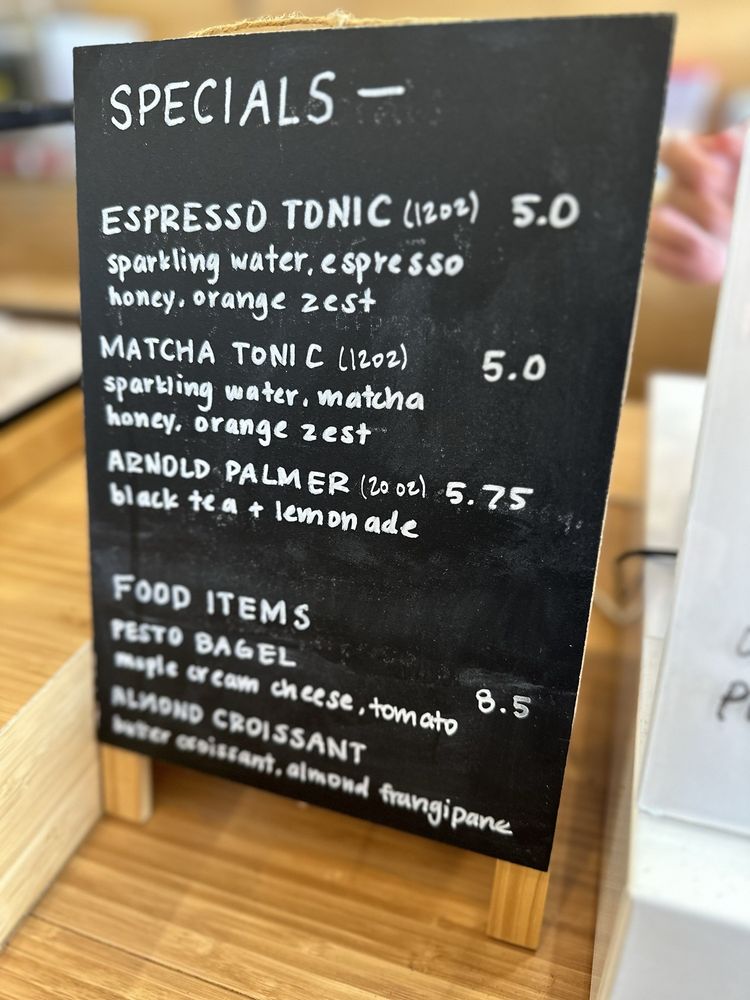 SPECIALS —
ESPRESSO TONIC (12oz) 5.0
sparkling water, espresso
honey, orange zest
MATCHA TONIC (12oz) 5.0
sparkling water, matcha
honey, orange zest
ARNOLD PALMER (20 oz) 5.75
black tea + lemonade
FOOD ITEMS
PESTO BAGEL
maple cream cheese, tomato 8.5
ALMOND CROISSANT
butter croissant, almond frangipane